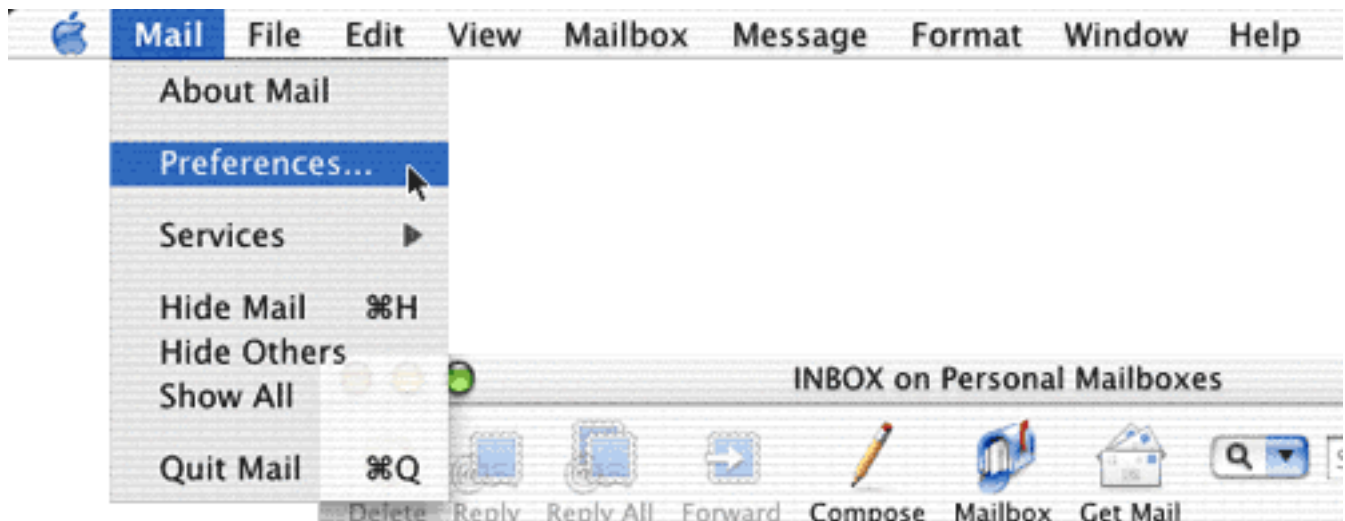 Mail File Edit View Mailbox Message Format Window Help
About Mail
Preferences...
Services
Hide Mail ⌘H
Hide Others
Show All
Quit Mail ⌘Q
INBOX on Personal Mailboxes
Delete Reply Reply All Forward Compose Mailbox Get Mail